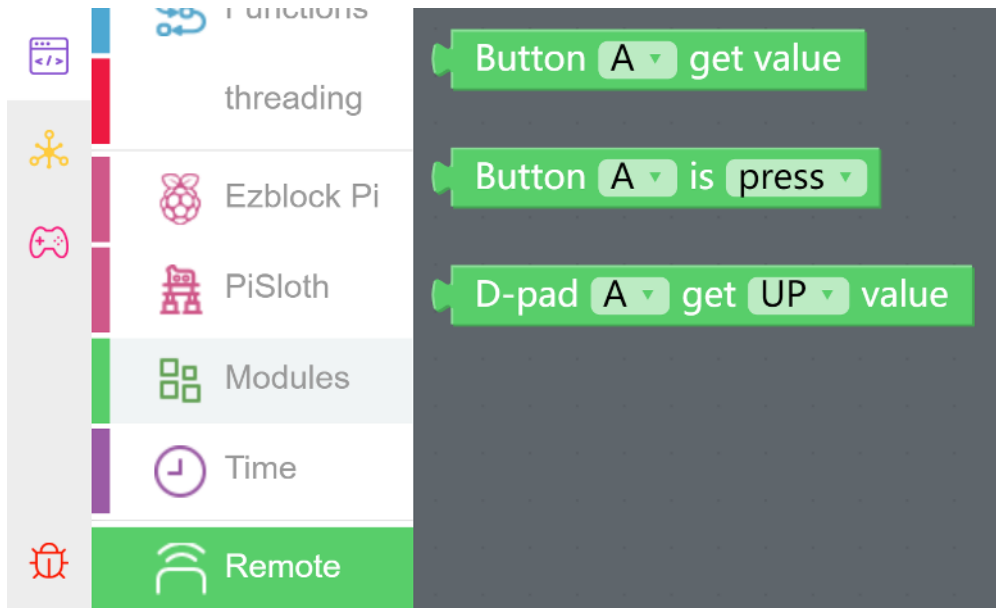 Functions
threading
Ezblock Pi
PiSloth
Modules
Time
Remote
Button A get value
Button A is press
D-pad A get UP value